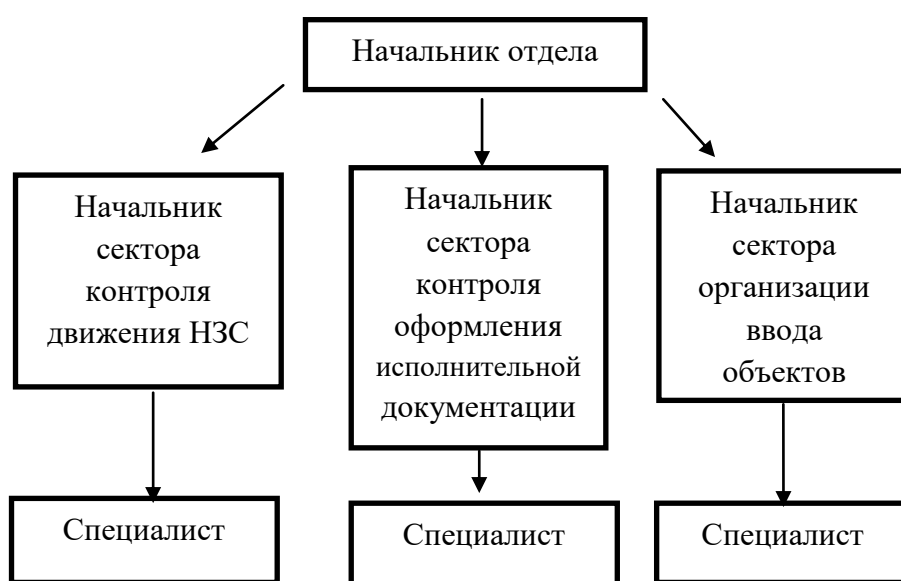 Начальник отдела
Начальник
сектора
контроля
движения НЗС
Начальник
сектора
контроля
оформления
исполнительной
документации
Начальник
сектора
организации
ввода
объектов
Специалист
Специалист
Специалист